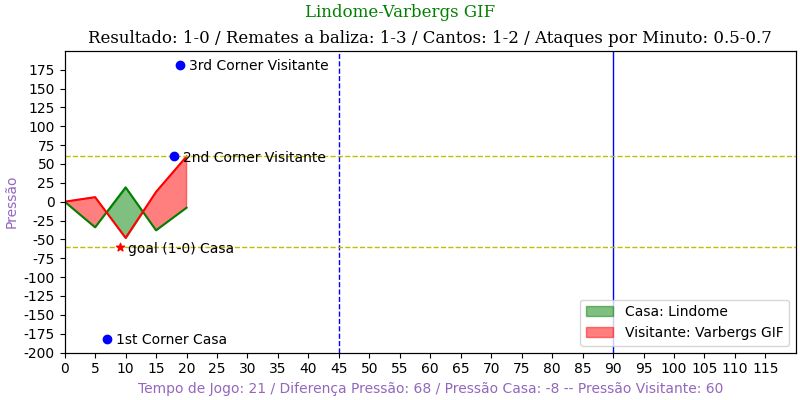 Lindome-Varbergs GIF
Resultado: 1-0 / Remates a baliza: 1-3 / Cantos: 1-2 / Ataques por Minuto: 0.5-0.7
Pressão
175
150
125
100
75
50
25
0
-25
-50
-75
-100
-125
-150
-175
-200
3rd Corner Visitante
2nd Corner Visitante
goal (1-0) Casa
1st Corner Casa
Casa: Lindome
Visitante: Varbergs GIF
0 5 10 15 20 25 30 35 40 45 50 55 60 65 70 75 80 85 90 95 100 105 110 115
Tempo de Jogo: 21 / Diferença Pressão: 68 / Pressão Casa: -8 -- Pressão Visitante: 60